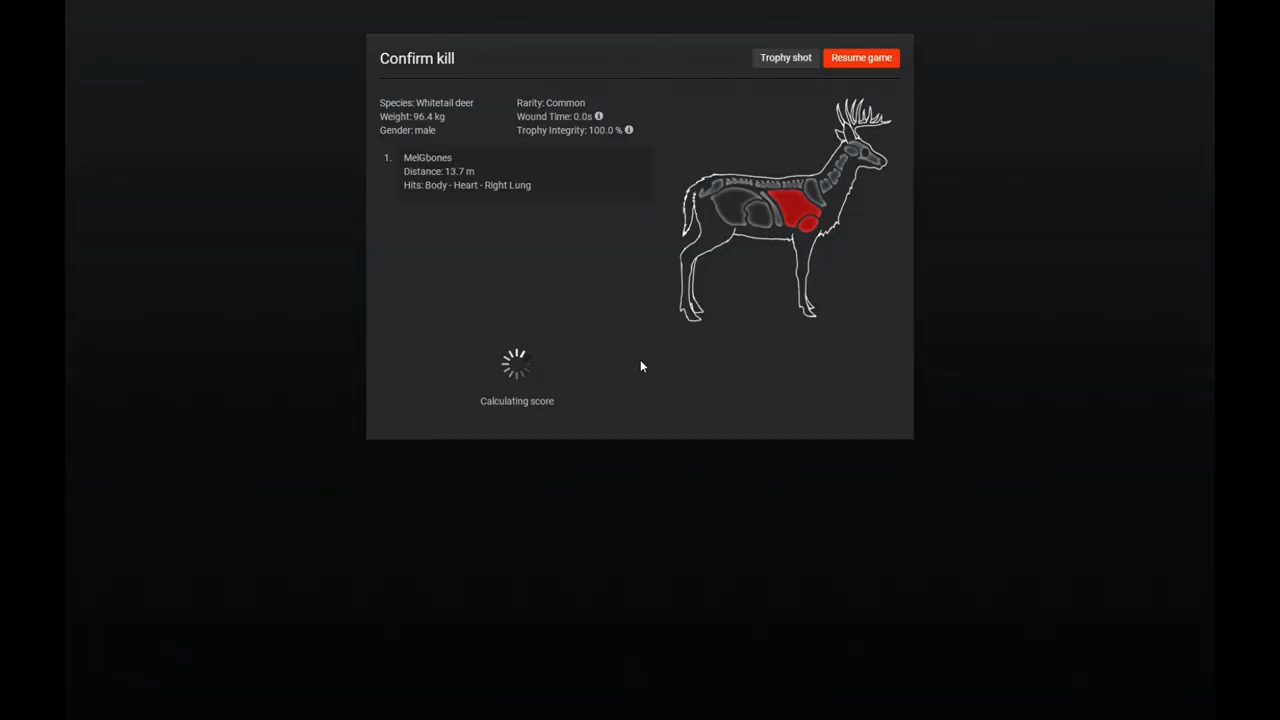 Confirm kill
Trophy shot
Resume game
Species: Whitetail deer
Rarity: Common
Weight: 96.4 kg
Wound Time: 0.0s
Gender: male
Trophy Integrity: 100.0 %
1. MelGbones
Distance: 13.7 m
Hits: Body - Heart - Right Lung
Calculating score